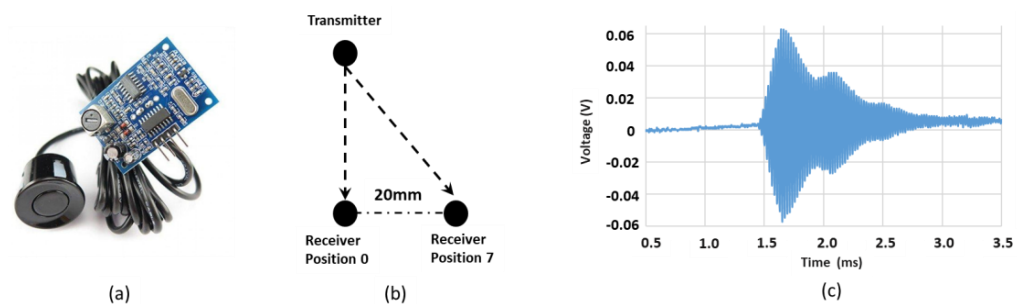 Transmitter
20mm
Receiver
Position 0
Receiver
Position 7
0.06
0.04
0.02
0
-0.02
-0.04
-0.06
Voltage (V)
0.5 1.0 1.5 2.0 2.5 3.0 3.5
Time (ms)
(a) (b) (c)